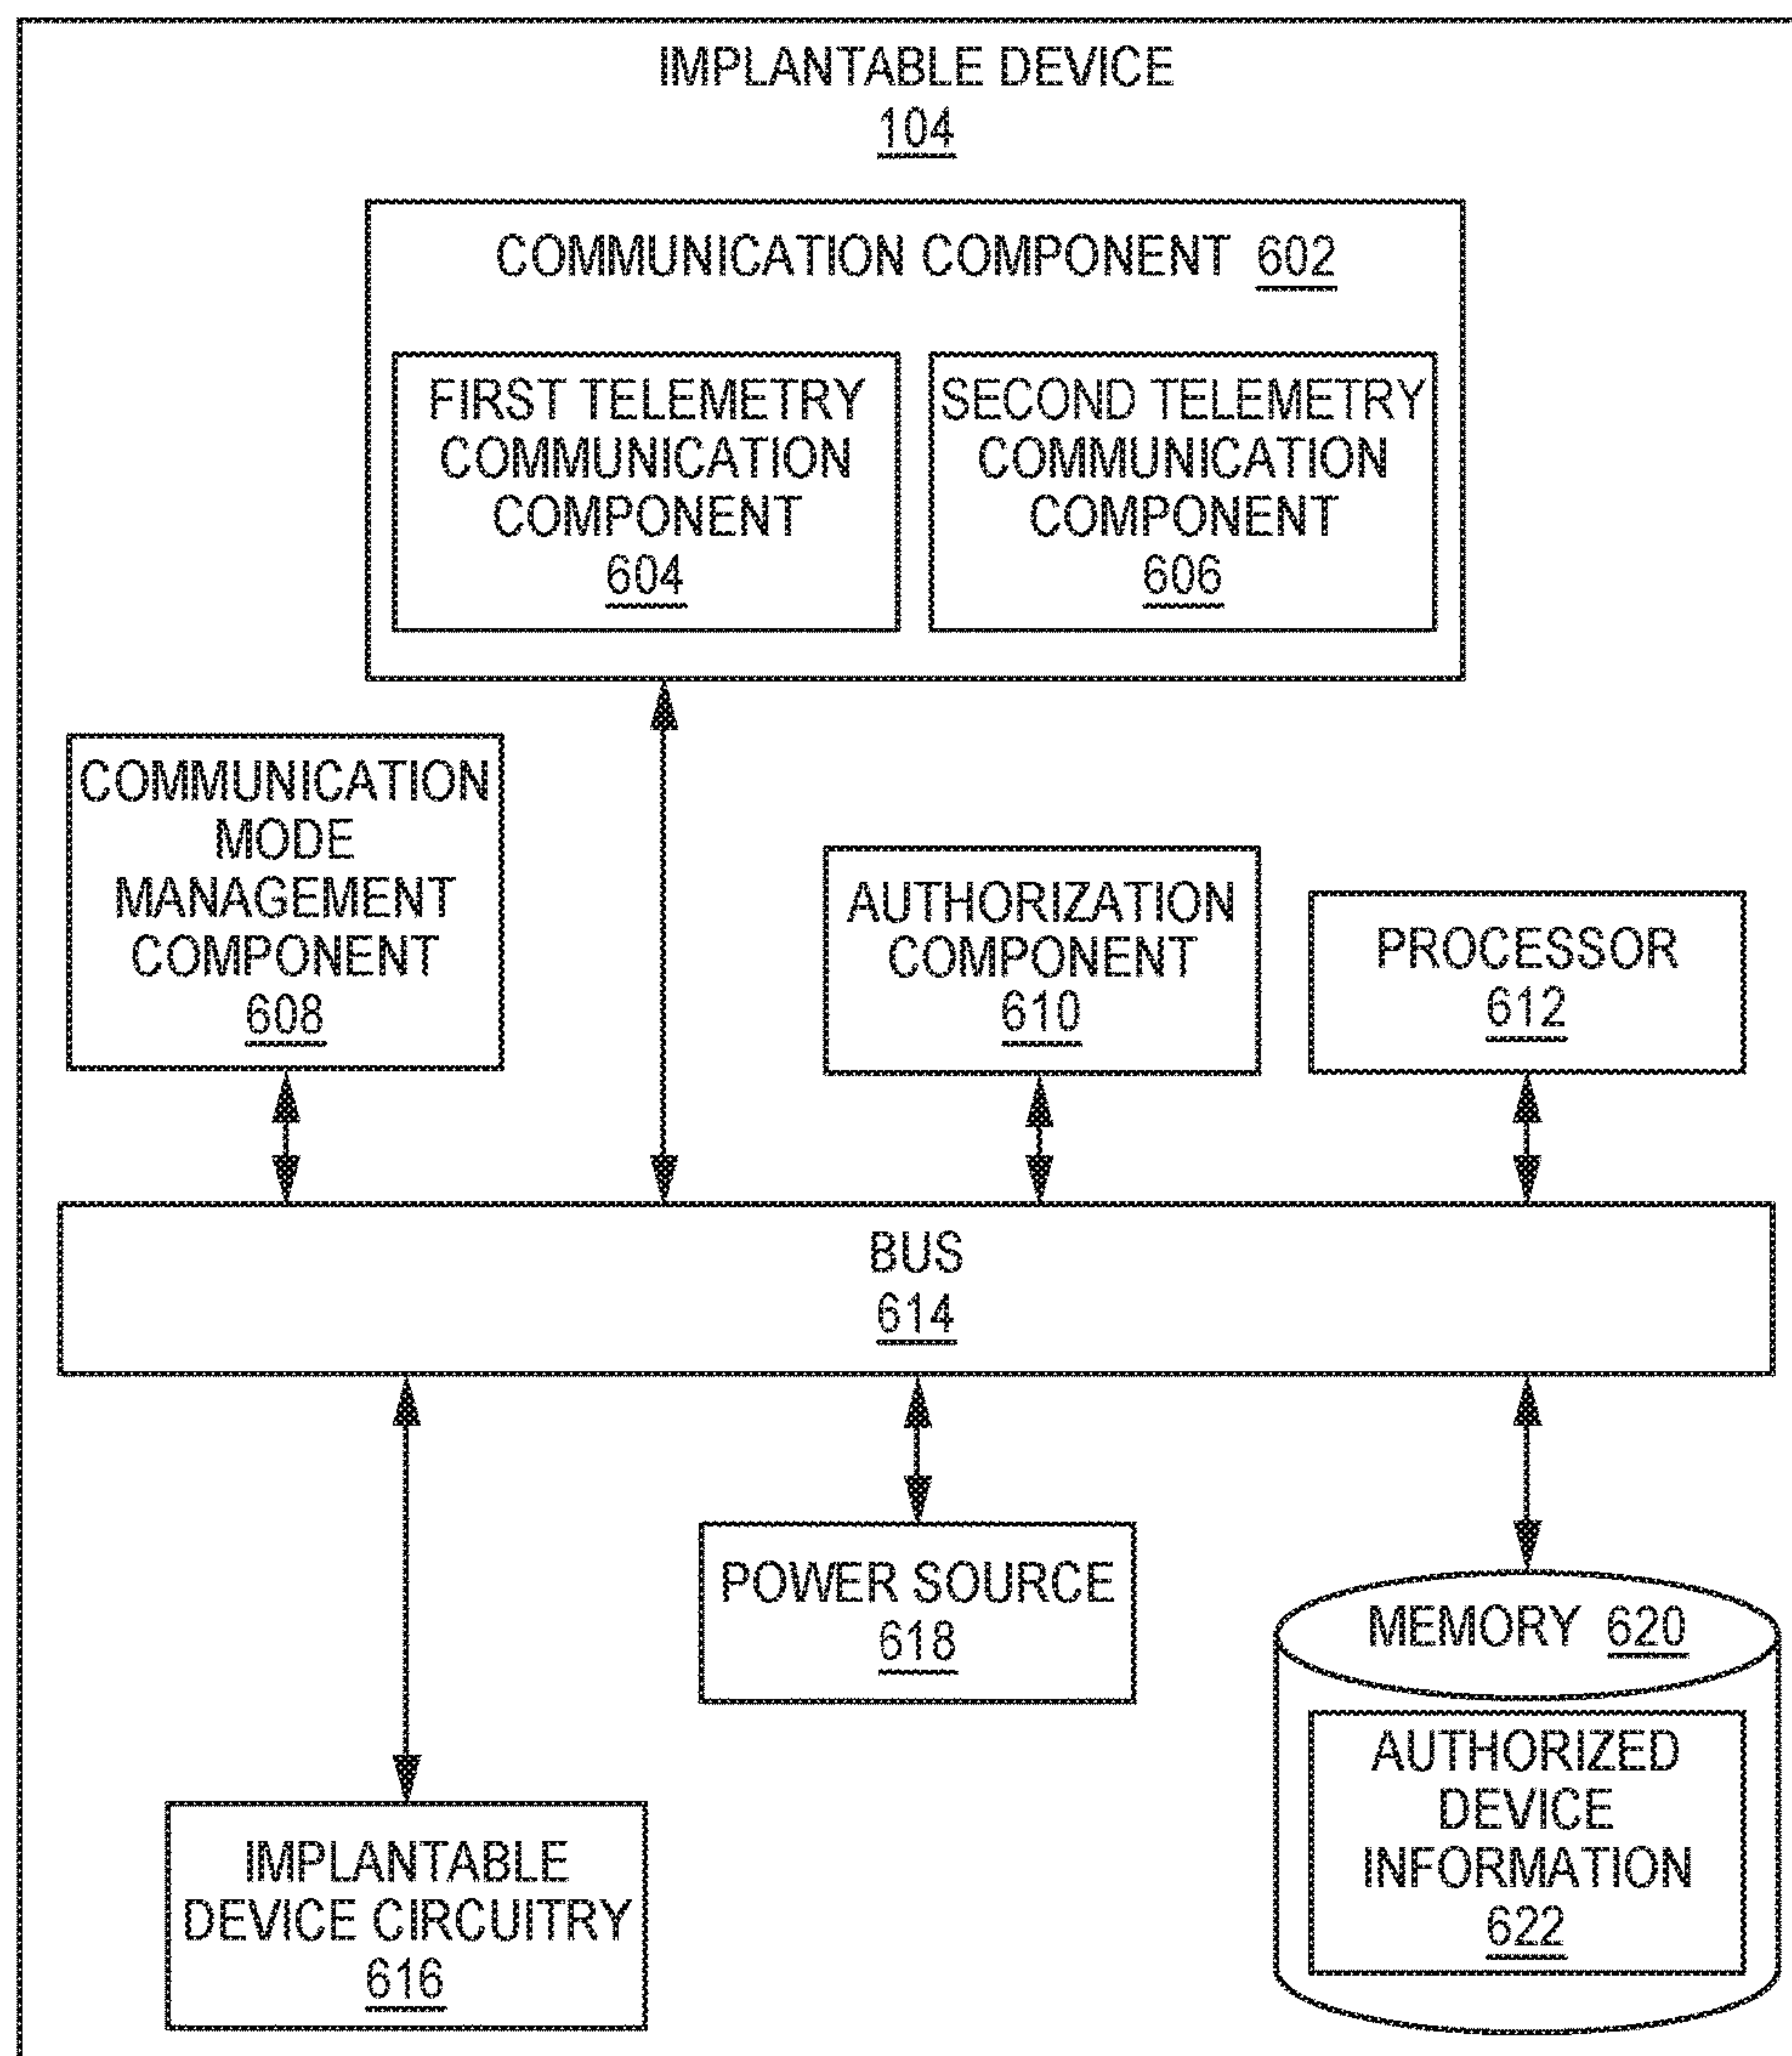 IMPLANTABLE DEVICE
104
COMMUNICATION COMPONENT 602
FIRST TELEMETRY
COMMUNICATION
COMPONENT
604
SECOND TELEMETRY
COMMUNICATION
COMPONENT
606
COMMUNICATION
MODE
MANAGEMENT
COMPONENT
608
AUTHORIZATION
COMPONENT
610
PROCESSOR
612
BUS
614
POWER SOURCE
618
MEMORY 620
AUTHORIZED
DEVICE
INFORMATION
622
IMPLANTABLE
DEVICE CIRCUITRY
616